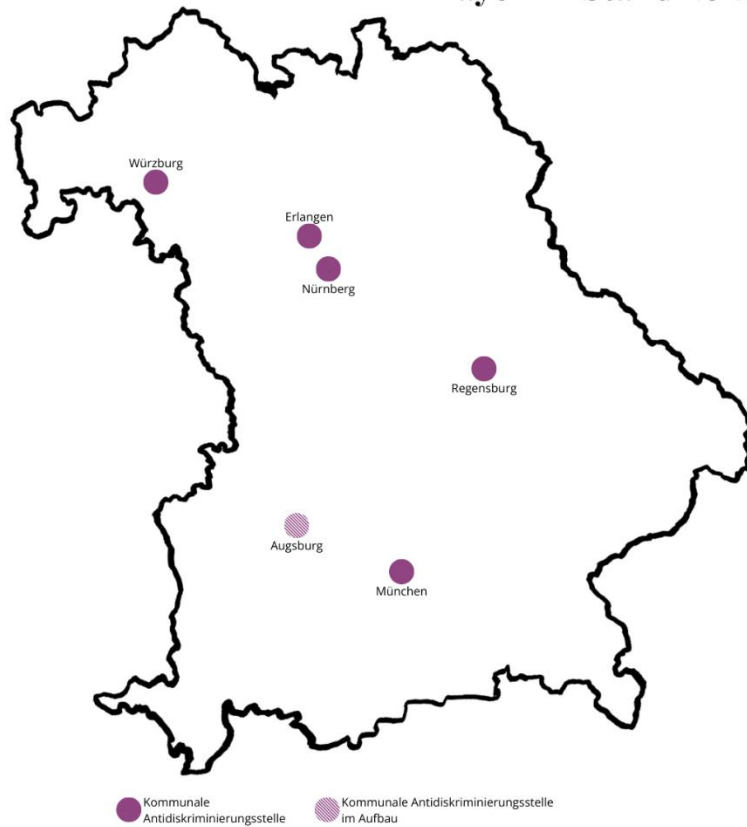 Würzburg
Erlangen
Nürnberg
Regensburg
Augsburg
München
Kommunale
Antidiskriminierungsstelle
Kommunale Antidiskriminierungsstelle
im Aufbau